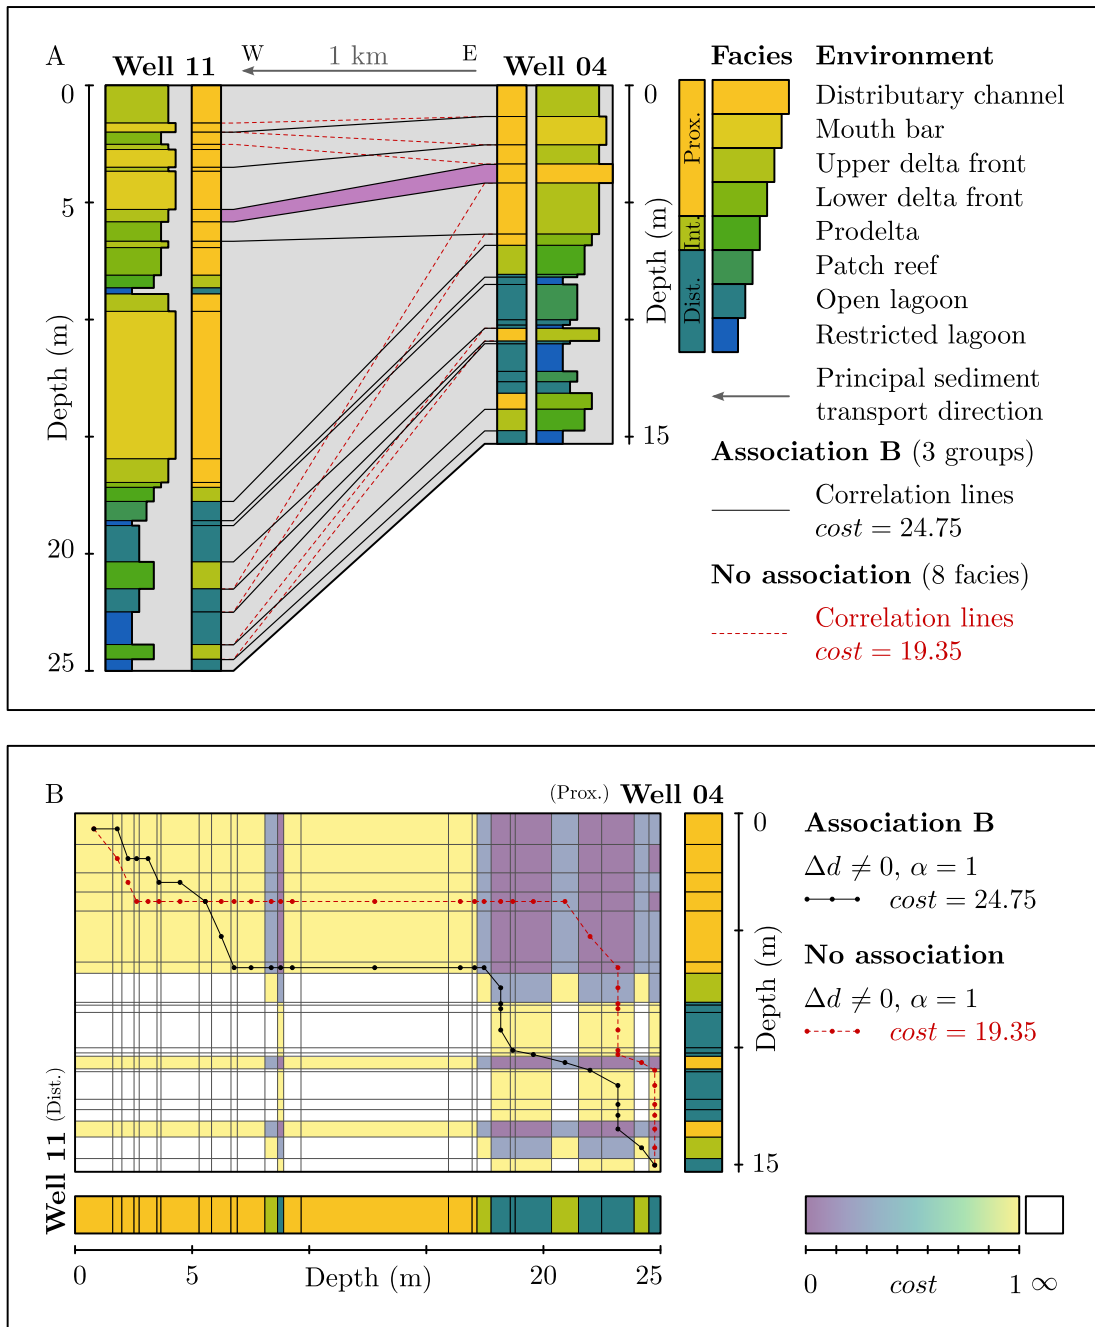 A
Well 11
W
1 km
E
Well 04
0
5
20
25
Depth (m)
0
15
Depth (m)
Facies
Environment
Prox.
Int.
Dist.
Distributary channel
Mouth bar
Upper delta front
Lower delta front
Prodelta
Patch reef
Open lagoon
Restricted lagoon
Principal sediment
transport direction
Association B (3 groups)
Correlation lines
cost = 24.75
No association (8 facies)
Correlation lines
cost = 19.35
B
(Prox.) Well 04
0
15
Depth (m)
Well 11 (Dist.)
0
5
Depth (m)
20
25
Association B
Δd ≠ 0, α = 1
cost = 24.75
No association
Δd ≠ 0, α = 1
cost = 19.35
0
cost
1
∞